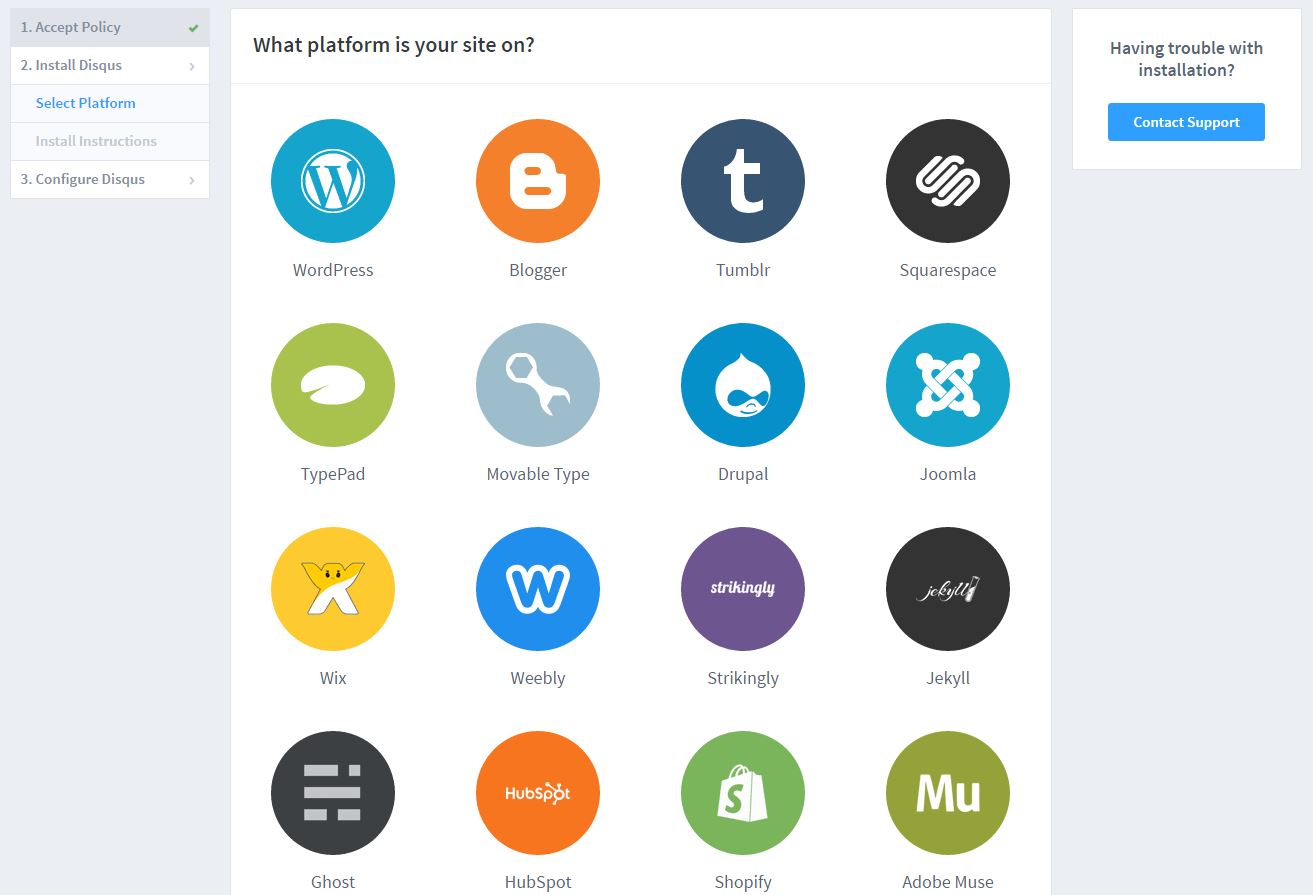 1. Accept Policy
2. Install Disqus
Select Platform
Install Instructions
3. Configure Disqus
What platform is your site on?
WordPress
Blogger
Tumblr
Squarespace
TypePad
Movable Type
Drupal
Joomla
strikingly
jekyll
Wix
Weebly
Strikingly
Jekyll
HubSpot
Mu
Ghost
HubSpot
Shopify
Adobe Muse
Having trouble with
installation?
Contact Support